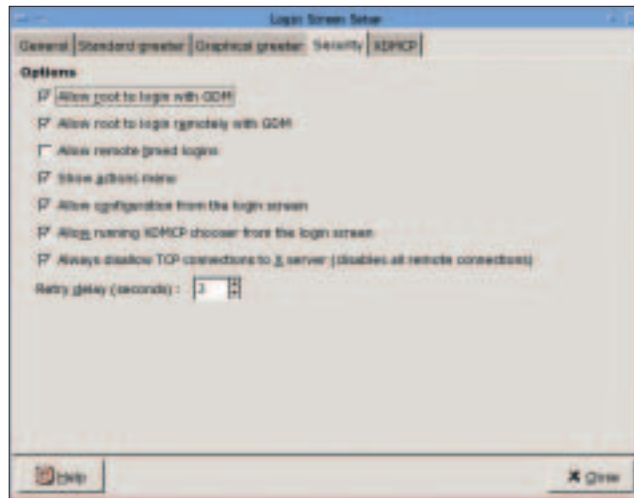 Login Screen Setup
General Standard greeter Graphical greeter Security XDMCP
Options
Allow root to login with GDM
Allow root to login remotely with GDM
Allow remote timed logins
Show actions menu
Allow configuration from the login screen
Allow running XDMCP chooser from the login screen
Always disallow TCP connections to X server (disables all remote connections)
Retry delay (seconds) : 3
Help
Close